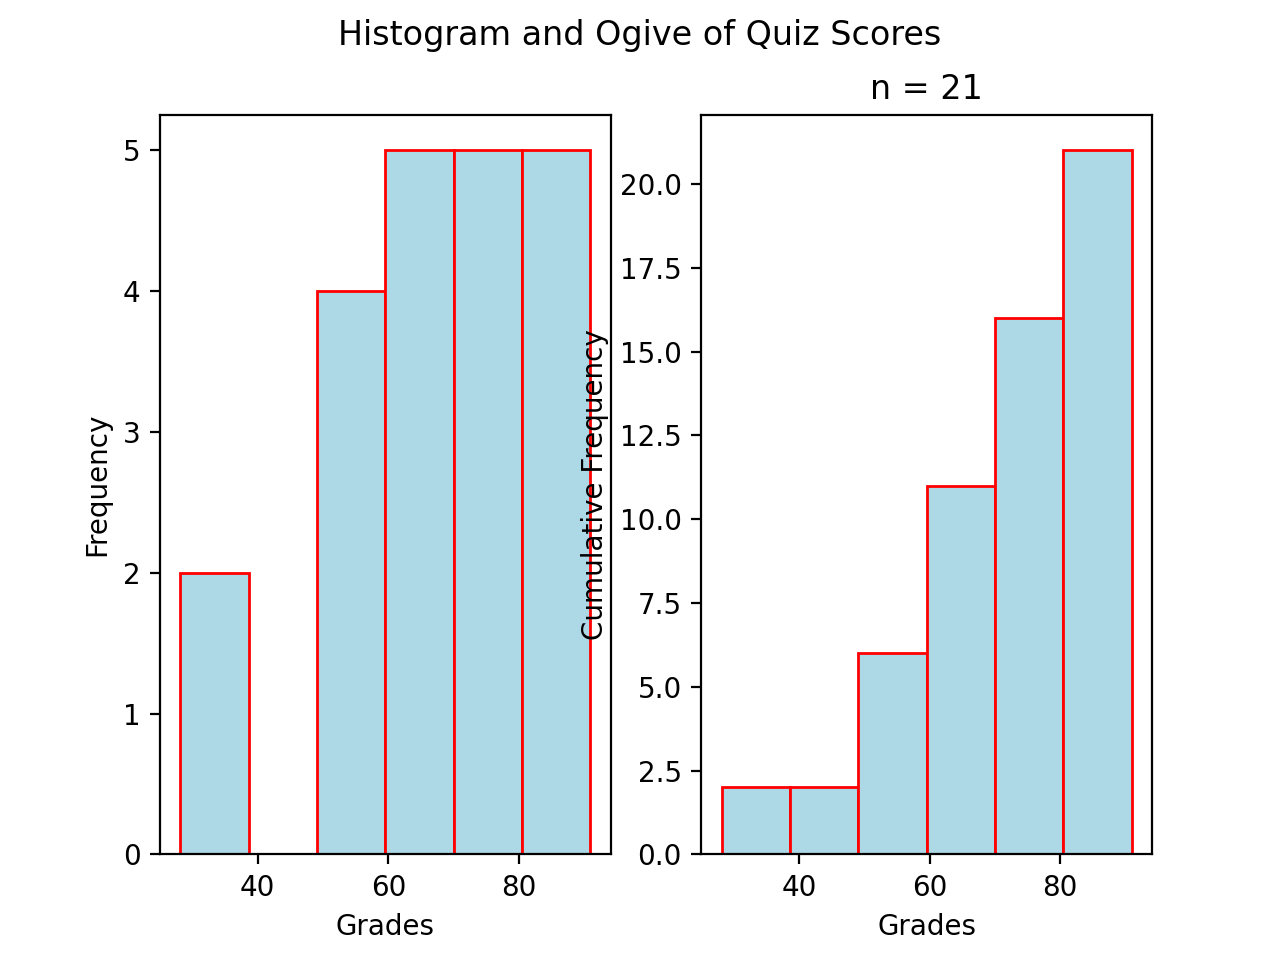 Histogram and Ogive of Quiz Scores
n = 21
5
4
3
2
1
0
Frequency
40 60 80
Grades
20.0
17.5
15.0
12.5
10.0
7.5
5.0
2.5
0.0
Cumulative Frequency
40 60 80
Grades